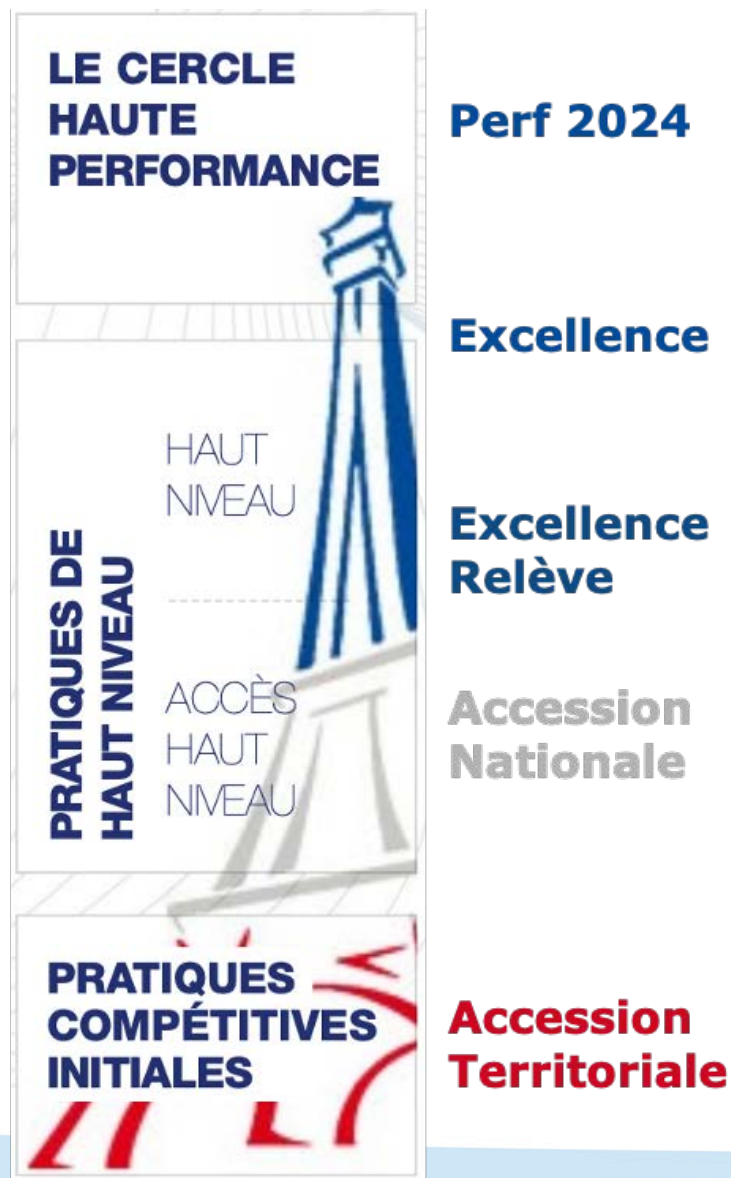 LE CERCLE
HAUTE
PERFORMANCE
Perf 2024
Excellence
HAUT
NIVEAU
Excellence
Relève
PRATIQUES DE
HAUT NIVEAU
ACCÈS
HAUT
NIVEAU
Accession
Nationale
PRATIQUES
COMPÉTITIVES
INITIALES
Accession
Territoriale